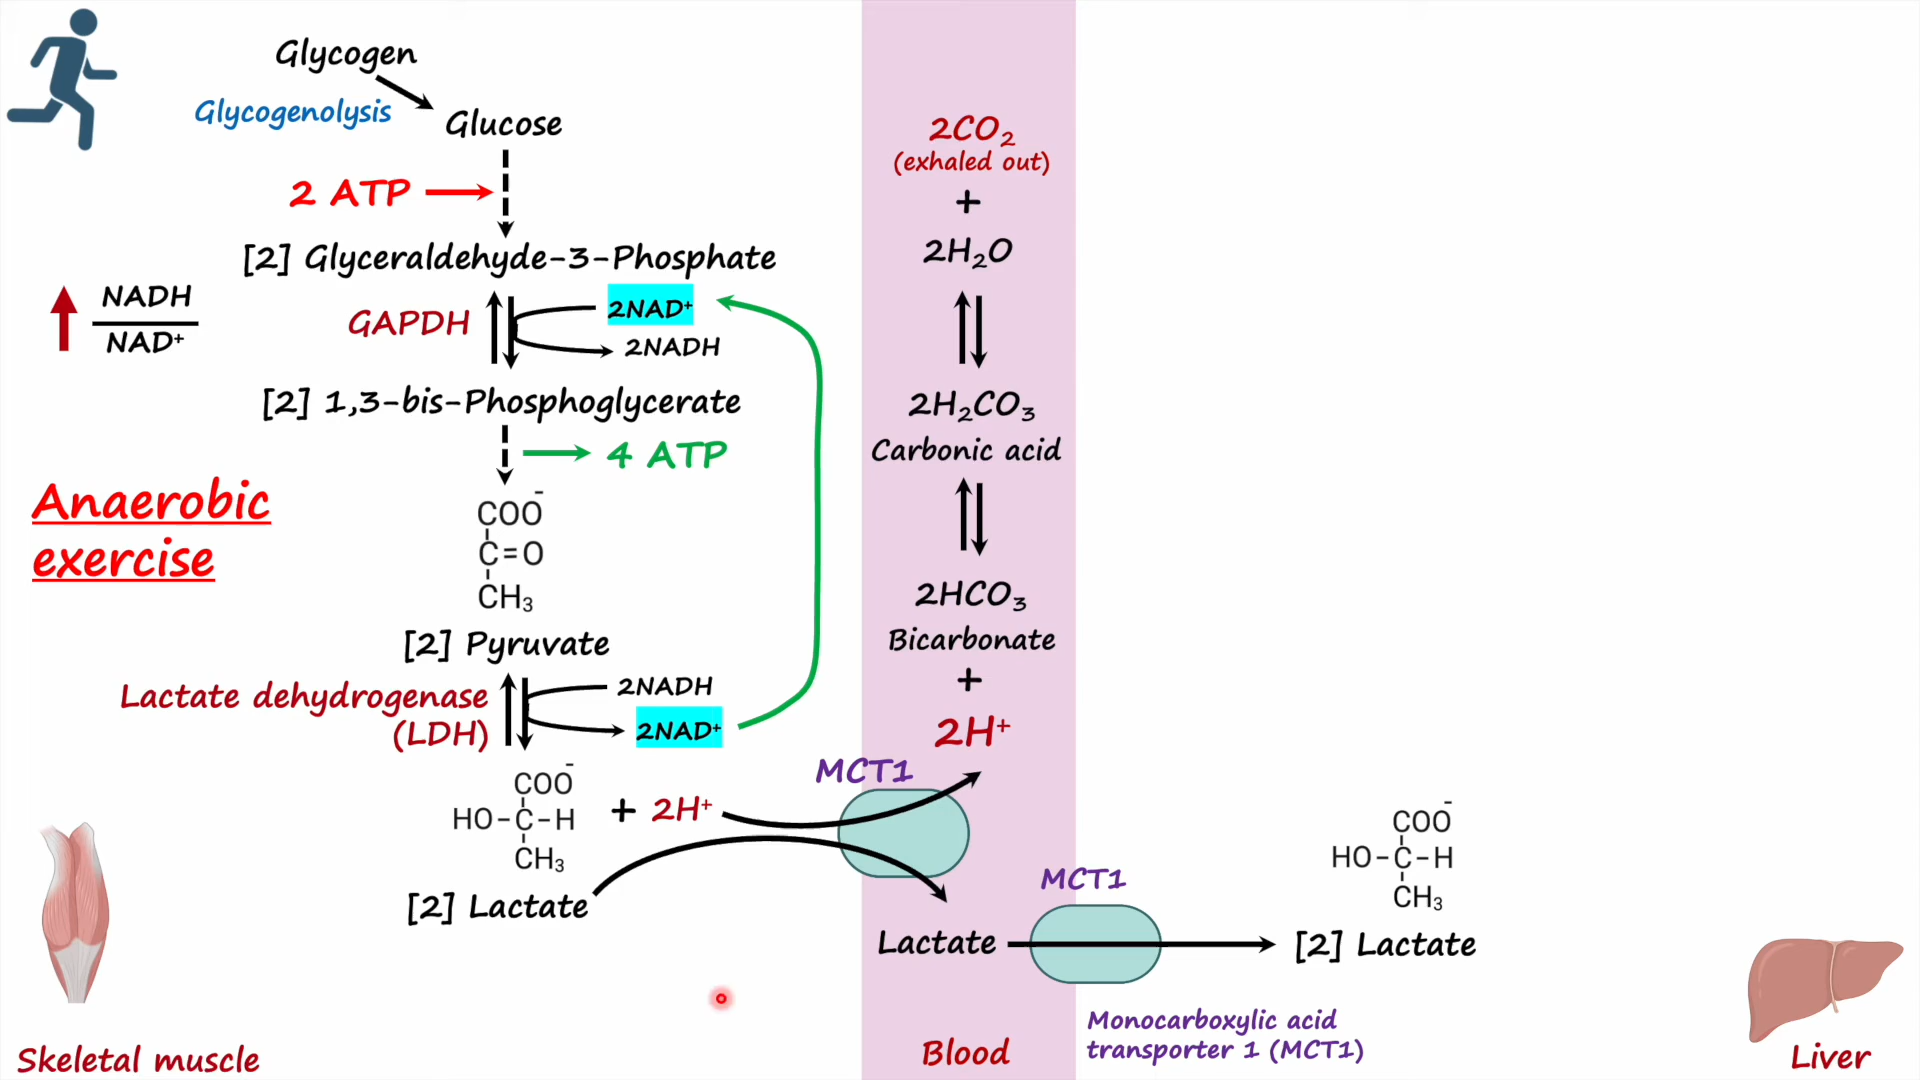 Glycogen
Glycogenolysis
Glucose
2 ATP
[2] Glyceraldehyde-3-Phosphate
NADH
NAD⁺
GAPDH
2NAD⁺
2NADH
[2] 1,3-bis-Phosphoglycerate
4 ATP
Anaerobic
exercise
COO⁻
C=O
CH₃
[2] Pyruvate
Lactate dehydrogenase
(LDH)
2NADH
2NAD⁺
COO⁻
HO-C-H
CH₃
+ 2H⁺
[2] Lactate
Skeletal muscle
2CO₂
(exhaled out)
+
2H₂O
2H₂CO₃
Carbonic acid
2HCO₃
Bicarbonate
+
2H⁺
MCT1
Lactate
Blood
MCT1
Monocarboxylic acid
transporter 1 (MCT1)
COO⁻
HO-C-H
CH₃
[2] Lactate
Liver